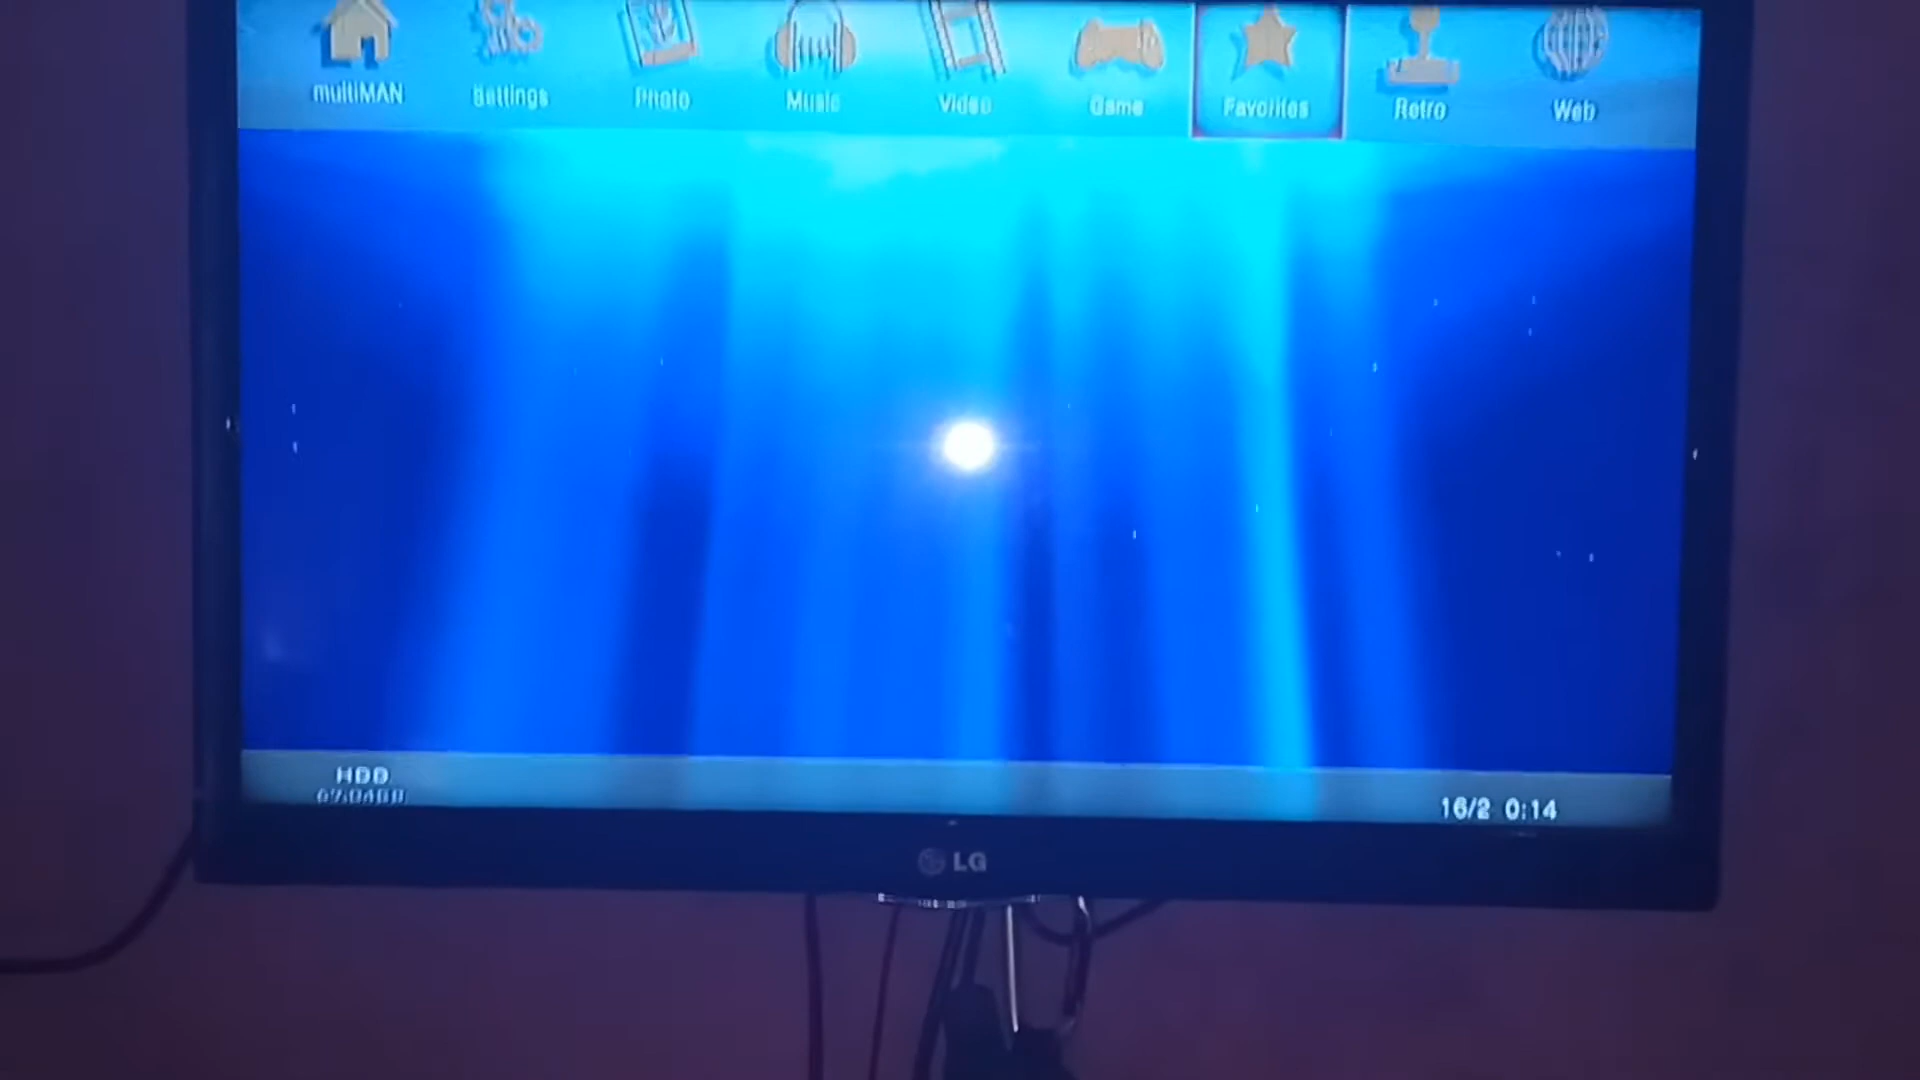 multiMAN Settings Photo Music Video Game Favorites Retro Web
HDD
16/2 0:14
LG